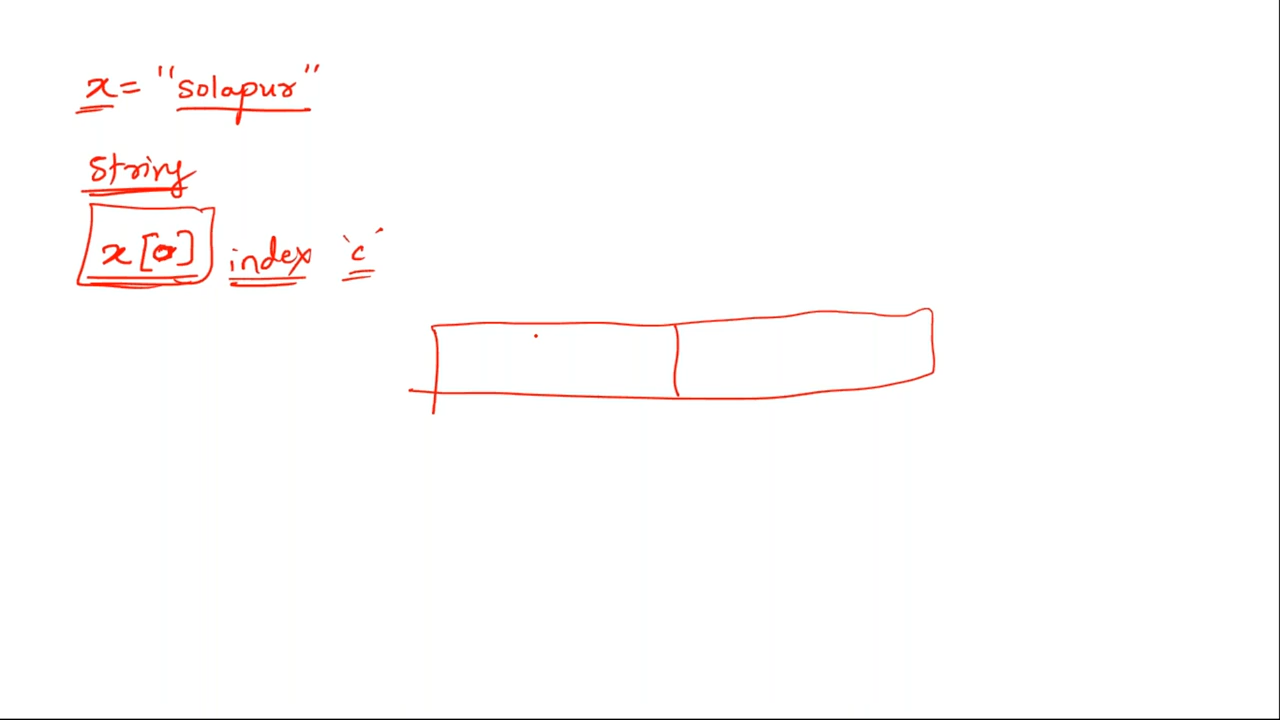 x = "solapur"
string
x[0] index 'c'